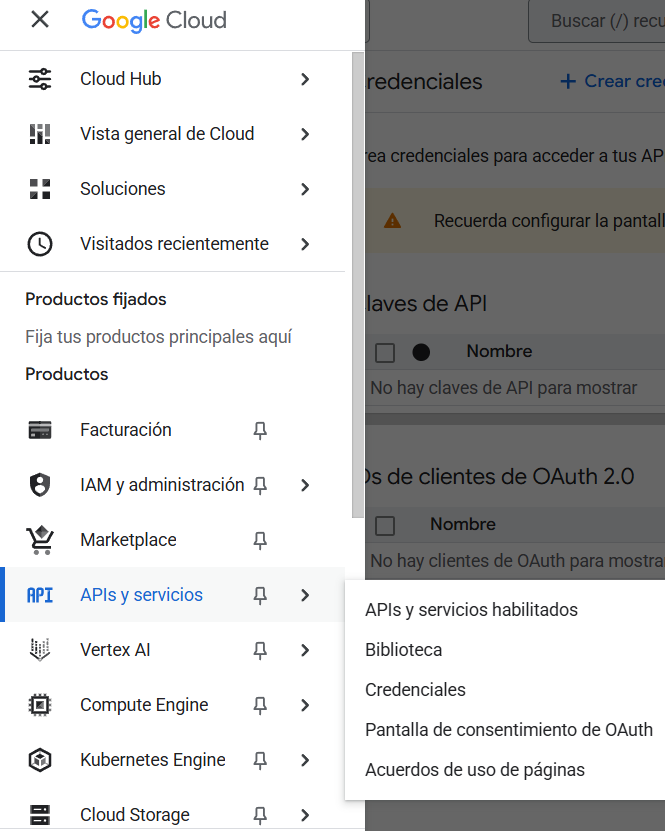 Google Cloud
Buscar (/) recu
Cloud Hub
Vista general de Cloud
Soluciones
Visitados recientemente
Productos fijados
Fija tus productos principales aquí
Productos
Facturación
IAM y administración
Marketplace
API APIs y servicios
Vertex AI
Compute Engine
Kubernetes Engine
Cloud Storage
redenciales
+ Crear cre
rea credenciales para acceder a tus AP
Recuerda configurar la pantall
laves de API
Nombre
No hay claves de API para mostrar
Ds de clientes de OAuth 2.0
Nombre
No hay clientes de OAuth para mostra
APIs y servicios habilitados
Biblioteca
Credenciales
Pantalla de consentimiento de OAuth
Acuerdos de uso de páginas